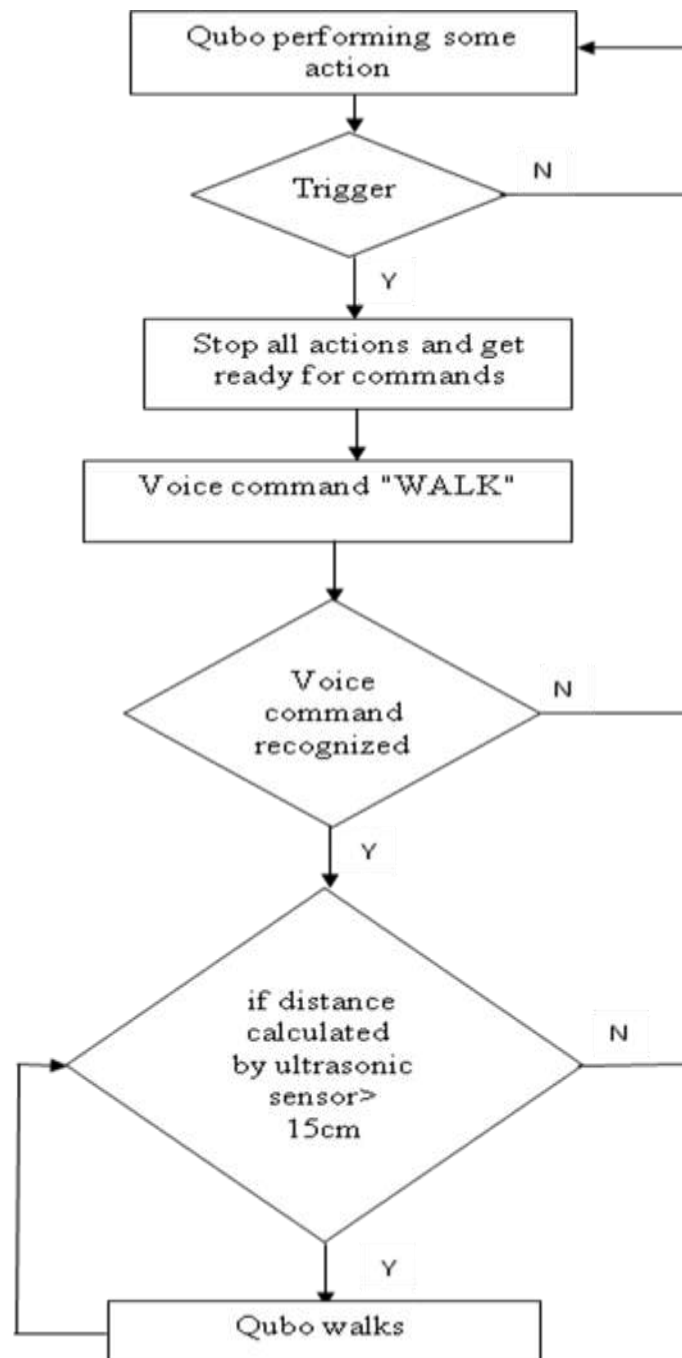 Qubo performing some
action
Trigger
N
Y
Stop all actions and get
ready for commands
Voice command "WALK"
Voice
command
recognized
N
Y
if distance
calculated
by ultrasonic
sensor>
15cm
N
Y
Qubo walks